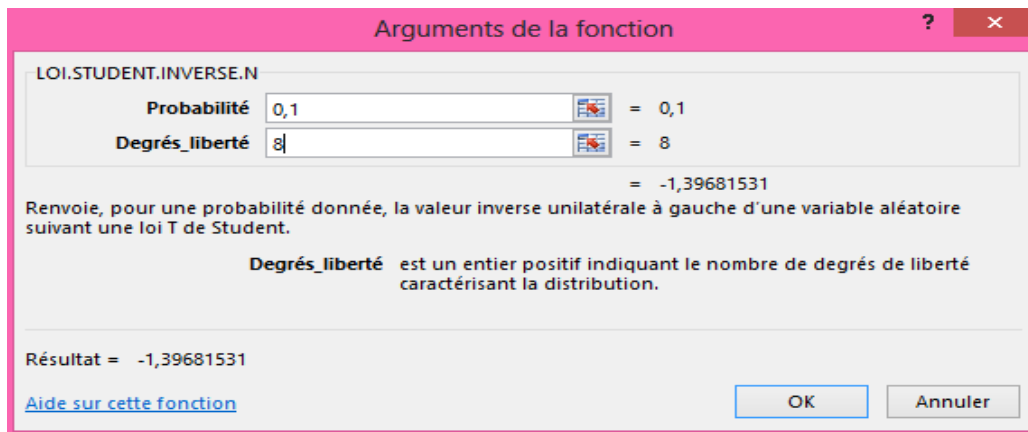 Arguments de la fonction ? ×
LOI.STUDENT.INVERSE.N
Probabilité 0,1 = 0,1
Degrés_liberté 8 = 8
= -1,39681531
Renvoie, pour une probabilité donnée, la valeur inverse unilatérale à gauche d'une variable aléatoire
suivant une loi T de Student.
Degrés_liberté est un entier positif indiquant le nombre de degrés de liberté
caractérisant la distribution.
Résultat = -1,39681531
Aide sur cette fonction OK Annuler